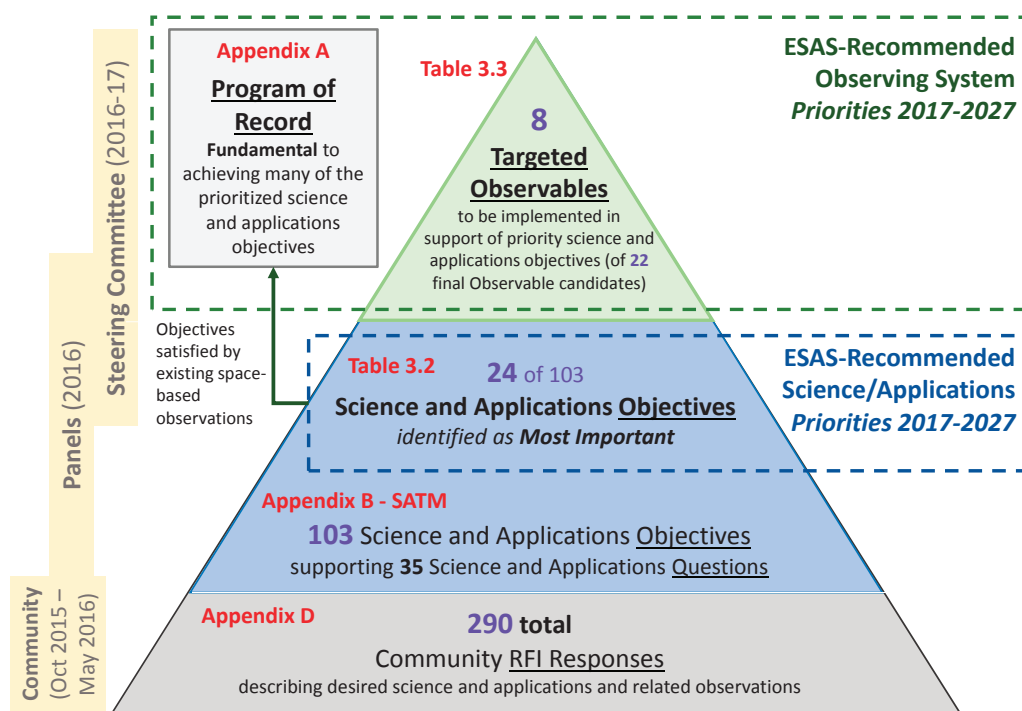 Steering Committee (2016-17)
Panels (2016)
Community
(Oct 2015 –
May 2016)
Appendix A
Program of
Record
Fundamental to
achieving many of the
prioritized science
and applications
objectives
Objectives
satisfied by
existing space-
based
observations
Table 3.3
8
Targeted
Observables
to be implemented in
support of priority science and
applications objectives (of 22
final Observable candidates)
ESAS-Recommended
Observing System
Priorities 2017-2027
Table 3.2
24 of 103
Science and Applications Objectives
identified as Most Important
ESAS-Recommended
Science/Applications
Priorities 2017-2027
Appendix B - SATM
103 Science and Applications Objectives
supporting 35 Science and Applications Questions
Appendix D
290 total
Community RFI Responses
describing desired science and applications and related observations